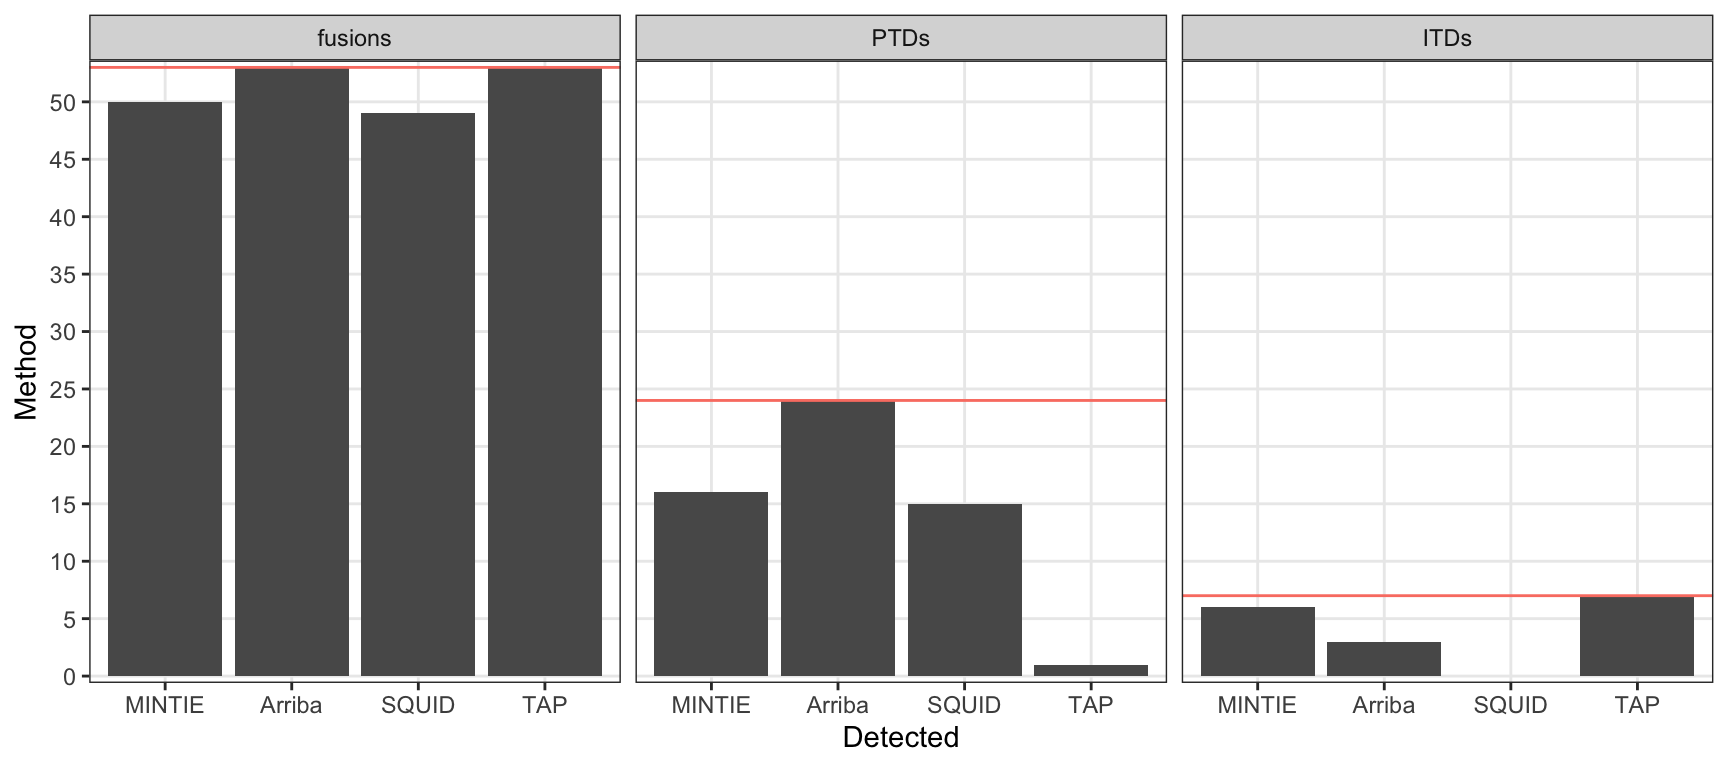 fusions PTDs ITDs
Method
50
45
40
35
30
25
20
15
10
5
0
MINTIE Arriba SQUID TAP MINTIE Arriba SQUID TAP MINTIE Arriba SQUID TAP
Detected